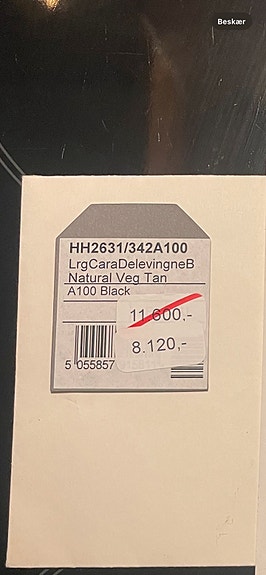 Beskær
HH2631/342A100
LrgCaraDelevingneB
Natural Veg Tan
A100 Black
11.600,-
8.120,-
5 055857